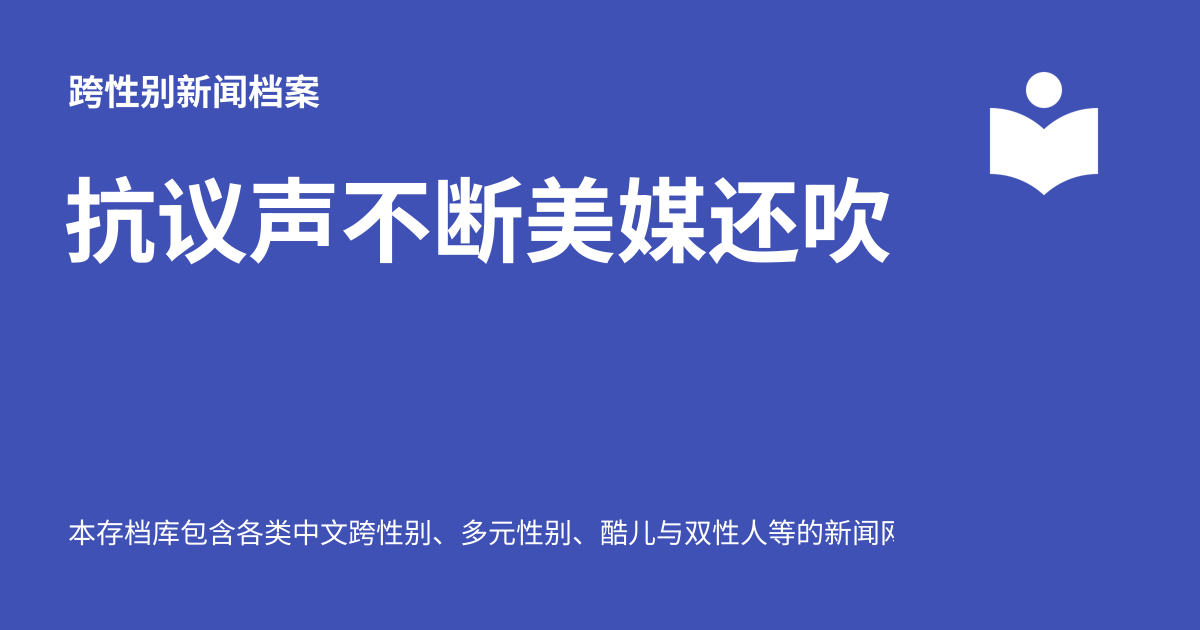 跨性别新闻档案
抗议声不断美媒还吹
本存档库包含各类中文跨性别、多元性别、酷儿与双性人等的新闻网